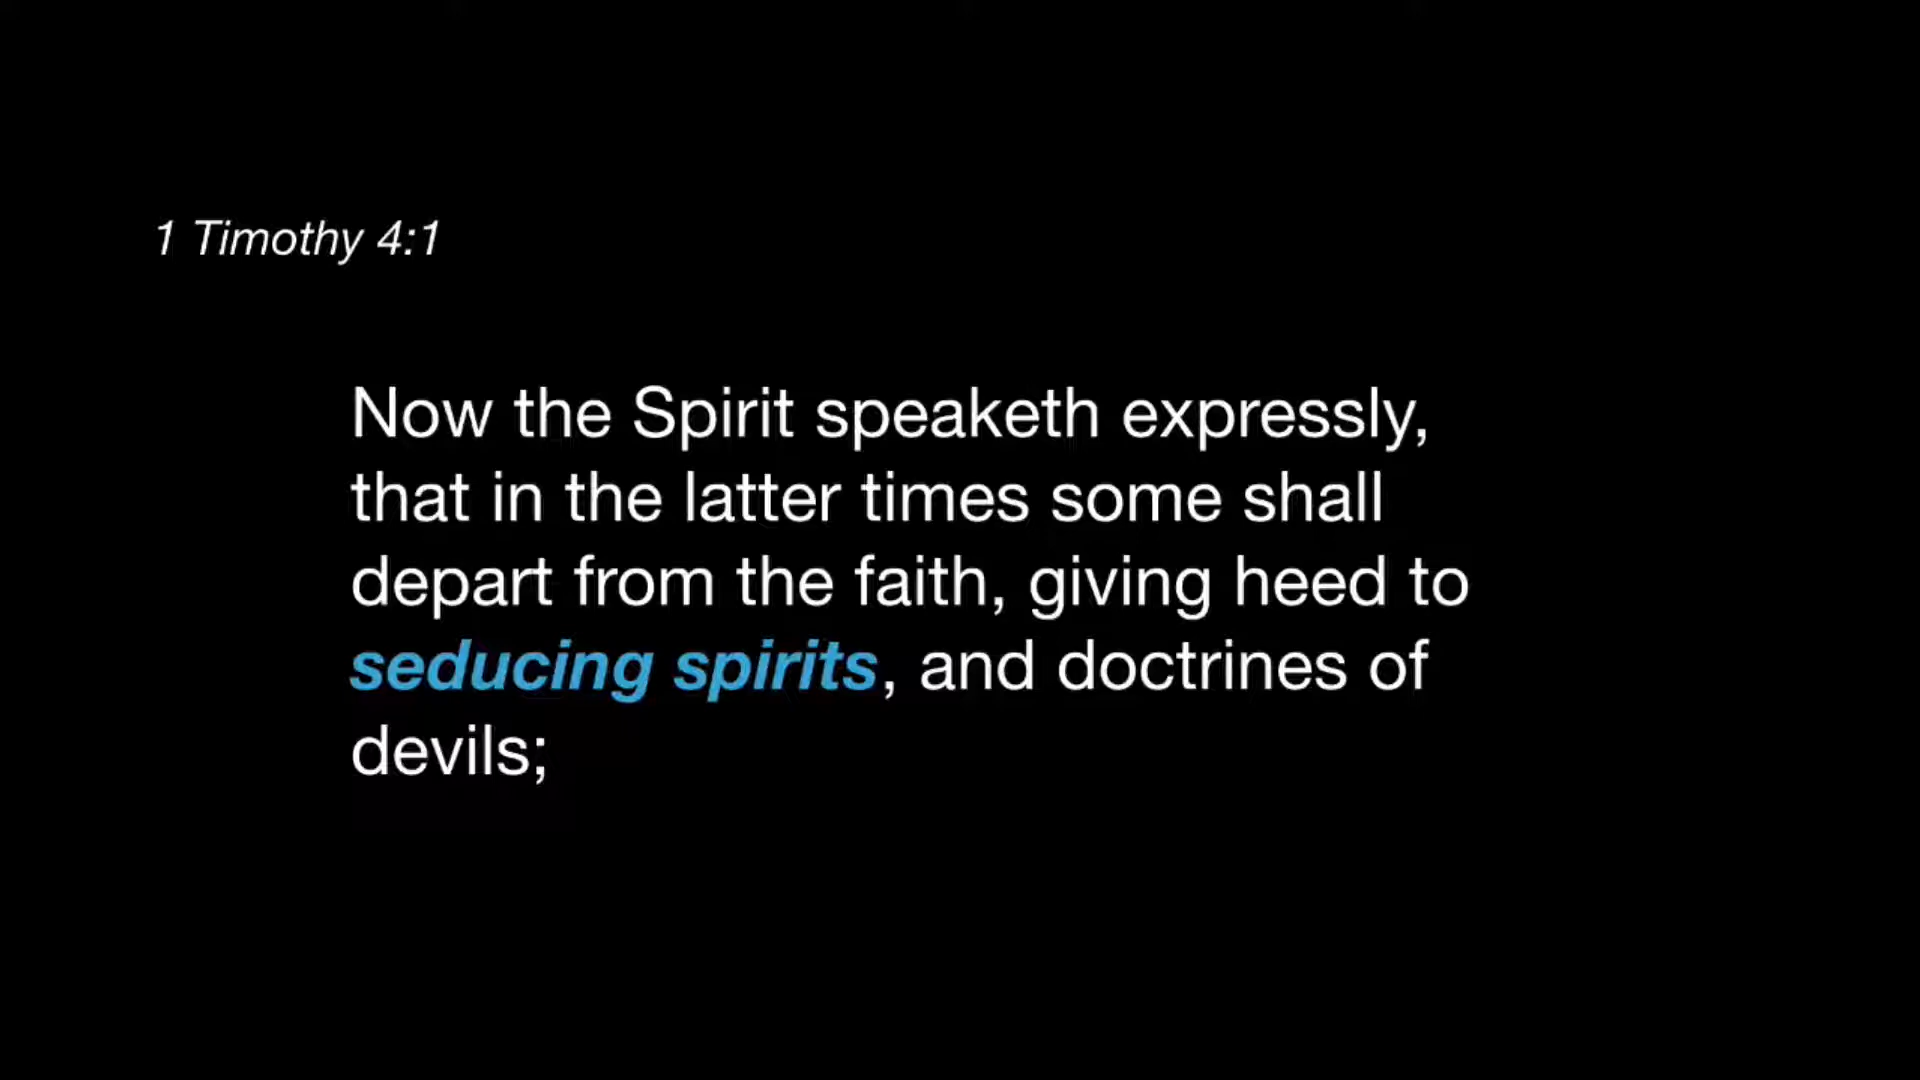 1 Timothy 4:1
Now the Spirit speaketh expressly,
that in the latter times some shall
depart from the faith, giving heed to
seducing spirits, and doctrines of
devils;